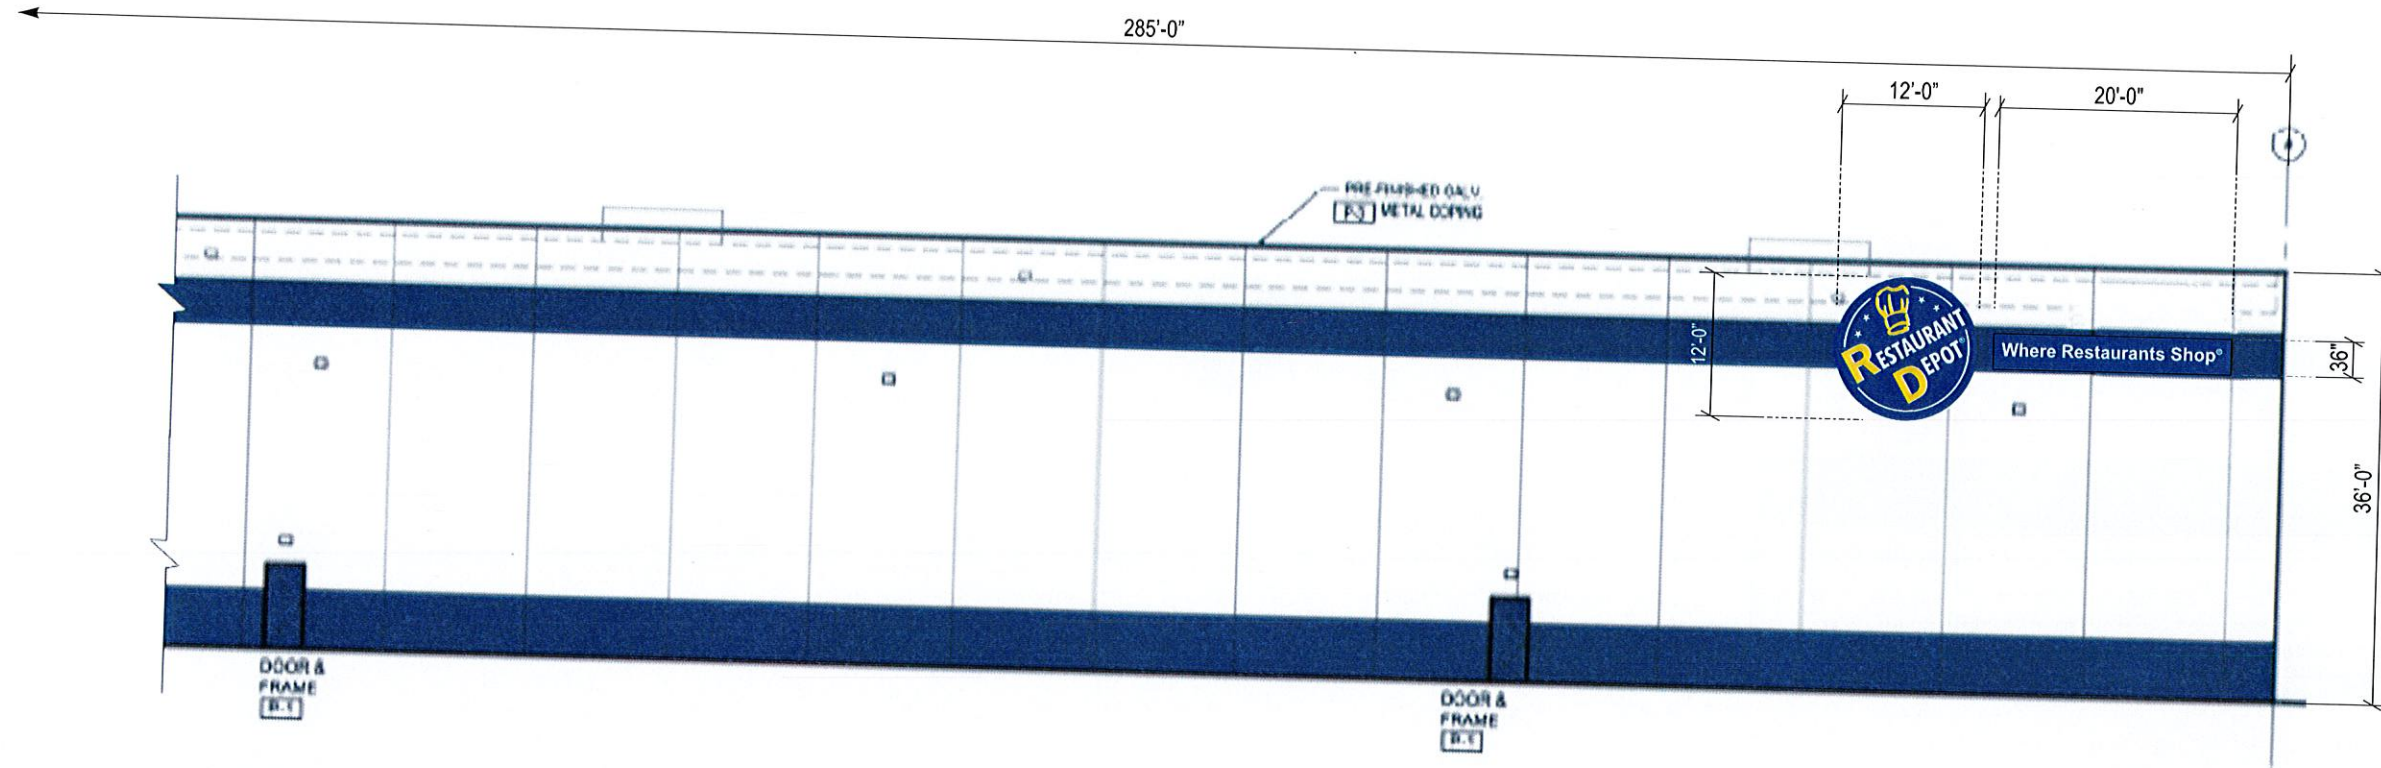 285'-0"
12'-0"
20'-0"
PRE-FINISHED GALV.
P-3 METAL COPING
12'-0"
RESTAURANT
DEPOT®
Where Restaurants Shop®
36"
36'-0"
DOOR &
FRAME
DOOR &
FRAME